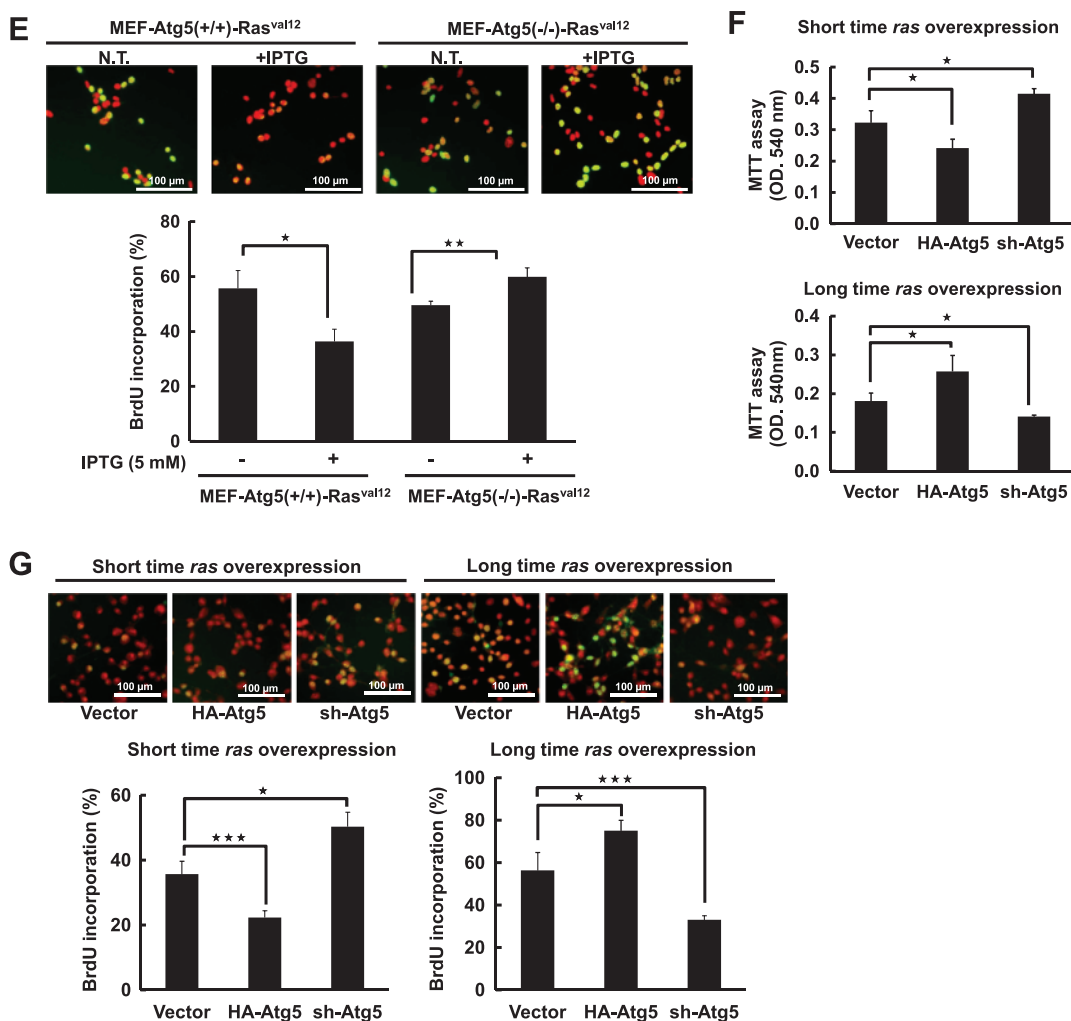 E
MEF-Atg5(+/+)-Rasval12 MEF-Atg5(-/-)-Rasval12
N.T. +IPTG N.T. +IPTG
100 µm 100 µm 100 µm 100 µm
80
60
40
20
0
BrdU incorporation (%)
★ ★★
IPTG (5 mM) - + - +
MEF-Atg5(+/+)-Rasval12 MEF-Atg5(-/-)-Rasval12
F
Short time ras overexpression
0.5
0.4
0.3
0.2
0.1
0.0
MTT assay
(OD. 540 nm)
★
★
Vector HA-Atg5 sh-Atg5
Long time ras overexpression
0.4
0.3
0.2
0.1
0.0
MTT assay
(OD. 540nm)
★
★
Vector HA-Atg5 sh-Atg5
G
Short time ras overexpression Long time ras overexpression
100 µm 100 µm 100 µm 100 µm 100 µm 100 µm
Vector HA-Atg5 sh-Atg5 Vector HA-Atg5 sh-Atg5
Short time ras overexpression
60
40
20
0
BrdU incorporation (%)
★
★★★
Vector HA-Atg5 sh-Atg5
Long time ras overexpression
100
80
60
40
20
0
BrdU incorporation (%)
★★★
★
Vector HA-Atg5 sh-Atg5